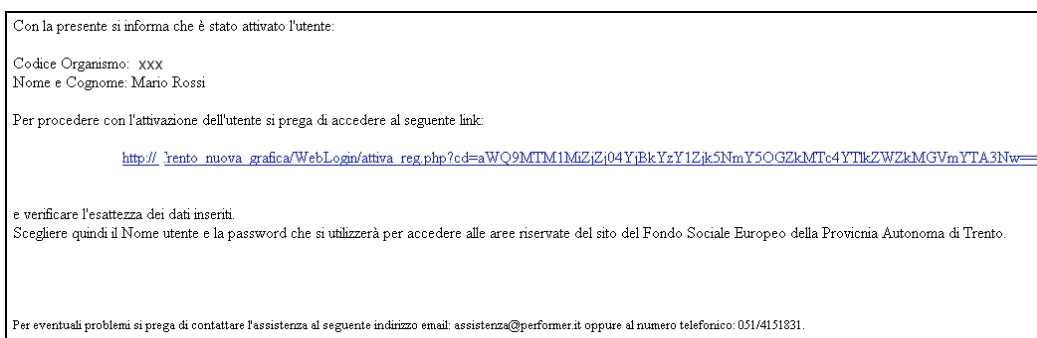 Con la presente si informa che è stato attivato l'utente:
Codice Organismo: xxx
Nome e Cognome: Mario Rossi
Per procedere con l'attivazione dell'utente si prega di accedere al seguente link:
http:// Trento_nuova_grafica/WebLogin/attiva_reg.php?cd=aWQ9MTM1MiZjZj04YjBkYzY1Zjk5NmY5OGZkMTc4YTlkZWZkMGVmYTA3Nw==
e verificare l'esattezza dei dati inseriti.
Scegliere quindi il Nome utente e la password che si utilizzerà per accedere alle aree riservate del sito del Fondo Sociale Europeo della Provicnia Autonoma di Trento.
Per eventuali problemi si prega di contattare l'assistenza al seguente indirizzo email: assistenza@performer.it oppure al numero telefonico: 051/4151831.